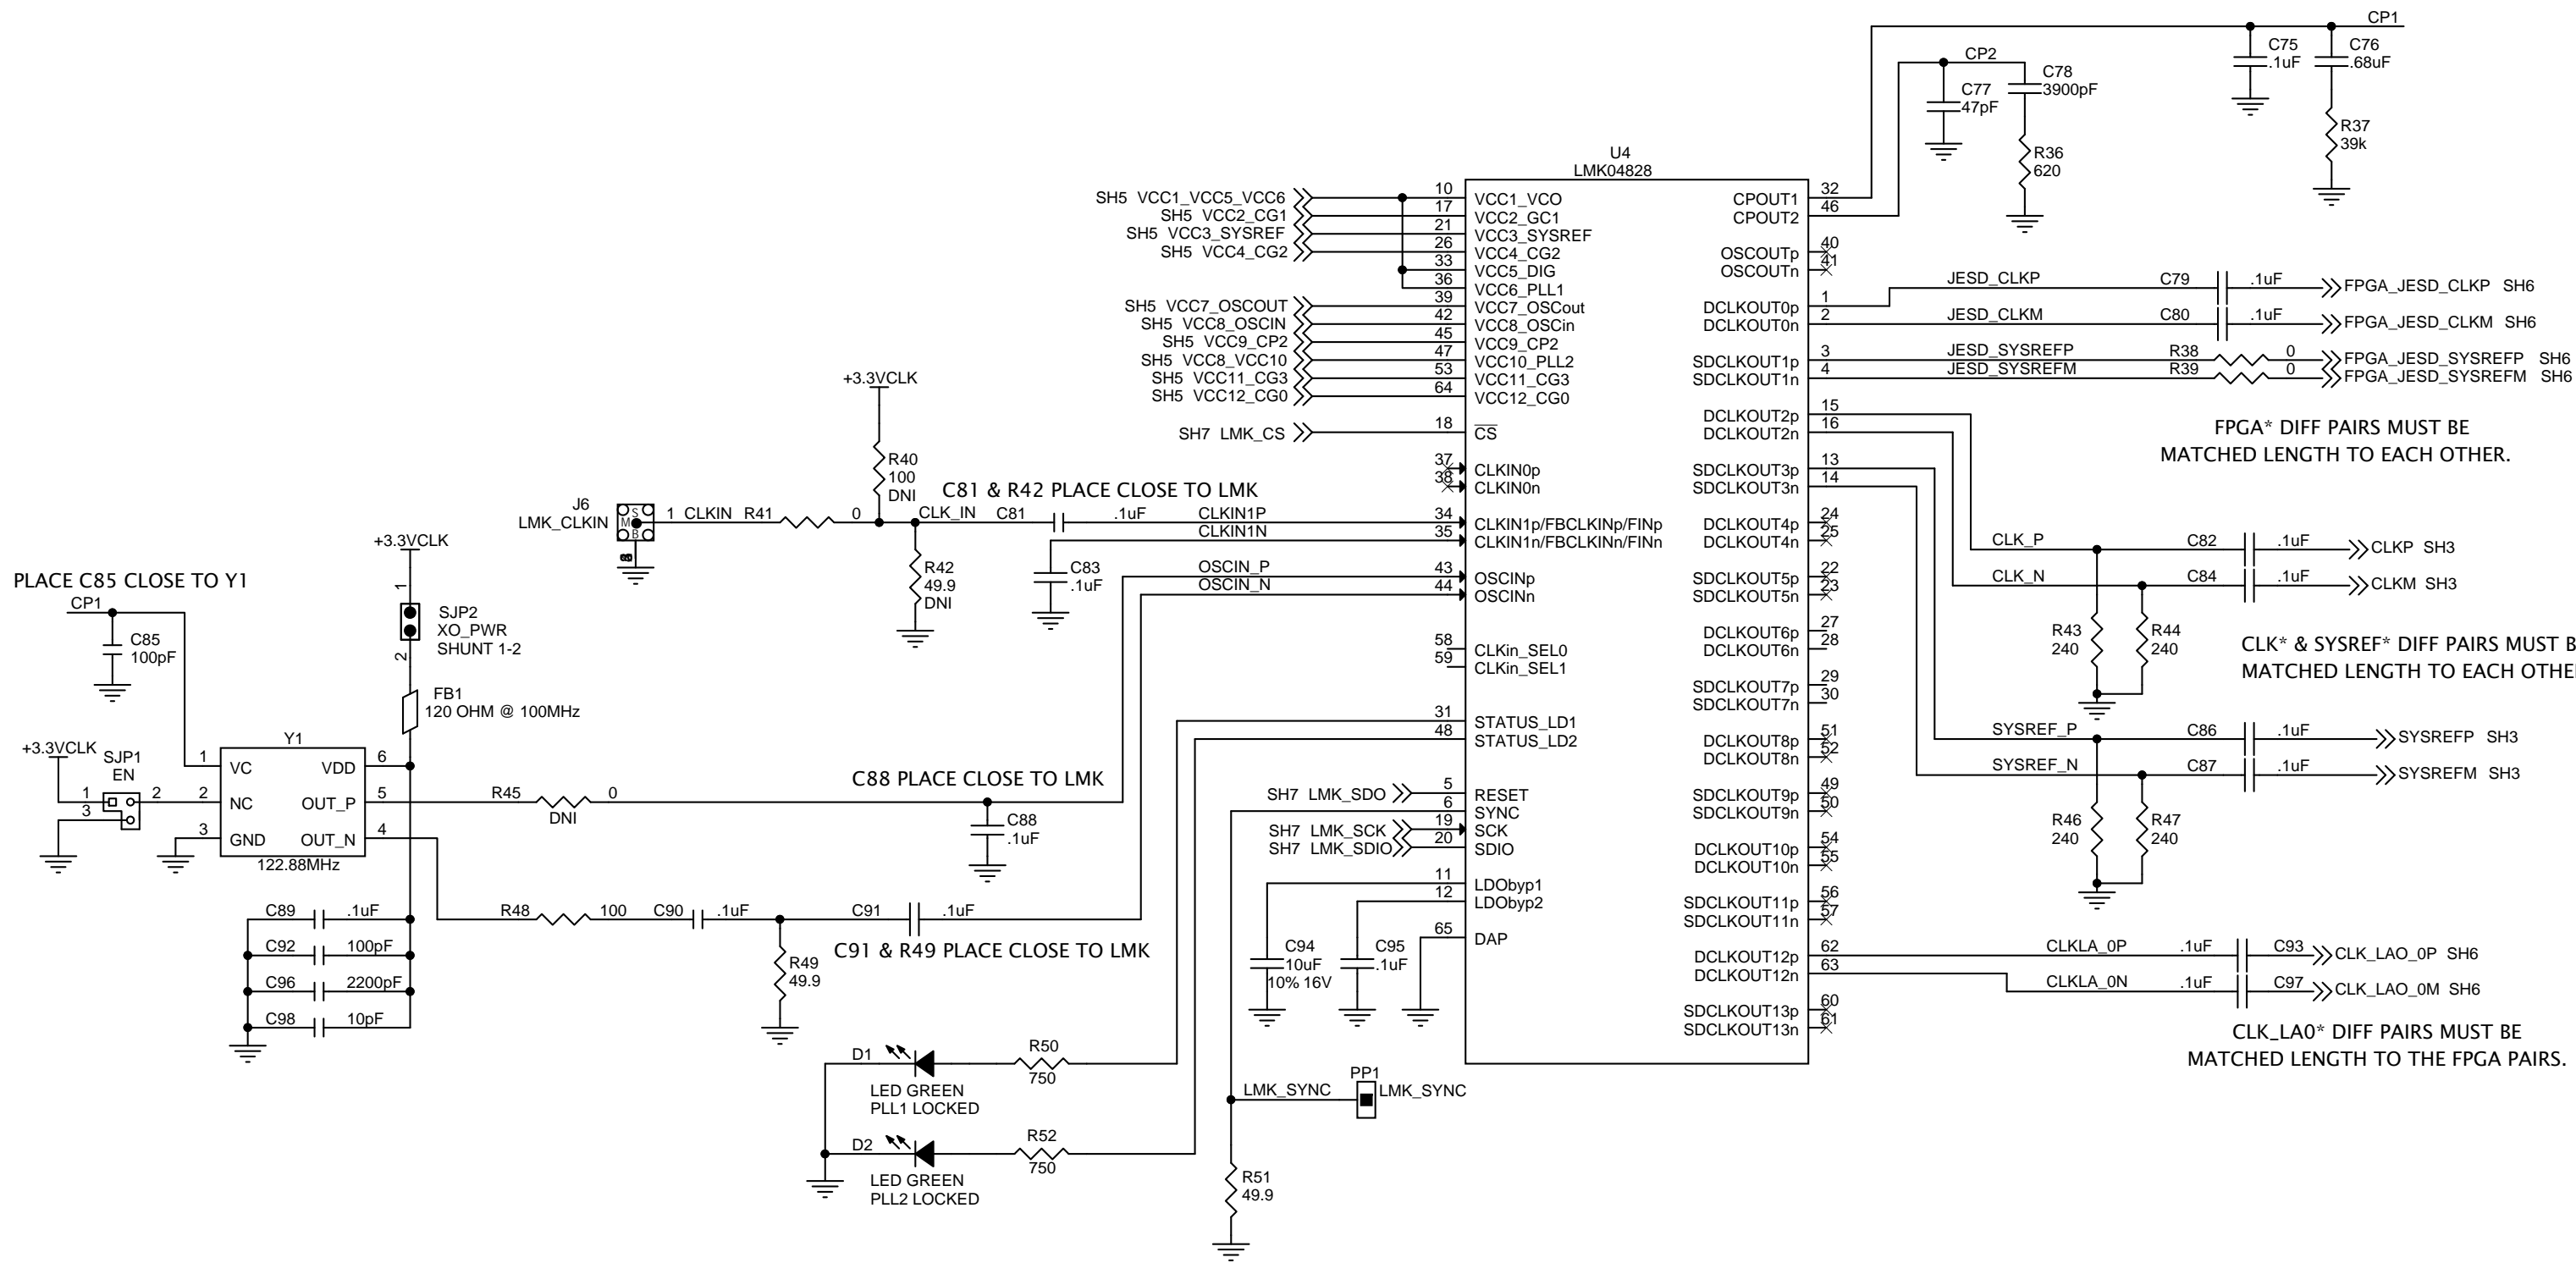 CP1
C75
.1uF
C76
.68uF
R37
39k
CP2
C77
47pF
C78
3900pF
R36
620
U4
LMK04828
SH5 VCC1_VCC5_VCC6
SH5 VCC2_CG1
SH5 VCC3_SYSREF
SH5 VCC4_CG2
SH5 VCC7_OSCOUT
SH5 VCC8_OSCIN
SH5 VCC9_CP2
SH5 VCC8_VCC10
SH5 VCC11_CG3
SH5 VCC12_CG0
SH7 LMK_CS
10 VCC1_VCO
17 VCC2_GC1
21 VCC3_SYSREF
26 VCC4_CG2
33 VCC5_DIG
36 VCC6_PLL1
39 VCC7_OSCout
42 VCC8_OSCin
45 VCC9_CP2
47 VCC10_PLL2
53 VCC11_CG3
64 VCC12_CG0
18 CS
37 CLKIN0p
38 CLKIN0n
34 CLKIN1p/FBCLKINp/FINp
35 CLKIN1n/FBCLKINn/FINn
43 OSCINp
44 OSCINn
58 CLKin_SEL0
59 CLKin_SEL1
31 STATUS_LD1
48 STATUS_LD2
5 RESET
6 SYNC
19 SCK
20 SDIO
11 LDObyp1
12 LDObyp2
65 DAP
CPOUT1 32
CPOUT2 46
OSCOUTp 40
OSCOUTn 41
DCLKOUT0p 1
DCLKOUT0n 2
SDCLKOUT1p 3
SDCLKOUT1n 4
DCLKOUT2p 15
DCLKOUT2n 16
SDCLKOUT3p 13
SDCLKOUT3n 14
DCLKOUT4p 24
DCLKOUT4n 25
SDCLKOUT5p 22
SDCLKOUT5n 23
DCLKOUT6p 27
DCLKOUT6n 28
SDCLKOUT7p 29
SDCLKOUT7n 30
DCLKOUT8p 51
DCLKOUT8n 52
SDCLKOUT9p 49
SDCLKOUT9n 50
DCLKOUT10p 54
DCLKOUT10n 55
SDCLKOUT11p 56
SDCLKOUT11n 57
DCLKOUT12p 62
DCLKOUT12n 63
SDCLKOUT13p 60
SDCLKOUT13n 61
JESD_CLKP C79 .1uF FPGA_JESD_CLKP SH6
JESD_CLKM C80 .1uF FPGA_JESD_CLKM SH6
JESD_SYSREFP R38 0 FPGA_JESD_SYSREFP SH6
JESD_SYSREFM R39 0 FPGA_JESD_SYSREFM SH6
FPGA* DIFF PAIRS MUST BE
MATCHED LENGTH TO EACH OTHER.
CLK_P C82 .1uF CLKP SH3
CLK_N C84 .1uF CLKM SH3
R43
240
R44
240
CLK* & SYSREF* DIFF PAIRS MUST B
MATCHED LENGTH TO EACH OTHE
SYSREF_P C86 .1uF SYSREFP SH3
SYSREF_N C87 .1uF SYSREFM SH3
R46
240
R47
240
CLKLA_0P .1uF C93 CLK_LAO_0P SH6
CLKLA_0N .1uF C97 CLK_LAO_0M SH6
CLK_LA0* DIFF PAIRS MUST BE
MATCHED LENGTH TO THE FPGA PAIRS.
+3.3VCLK
R40
100
DNI
C81 & R42 PLACE CLOSE TO LMK
J6
LMK_CLKIN
S
M
B
1 CLKIN R41 0 CLK_IN C81 .1uF CLKIN1P
CLKIN1N
R42
49.9
DNI
C83
.1uF
OSCIN_P
OSCIN_N
+3.3VCLK
1
SJP2
XO_PWR
SHUNT 1-2
2
FB1
120 OHM @ 100MHz
PLACE C85 CLOSE TO Y1
CP1
C85
100pF
+3.3VCLK
SJP1
EN
1
2
3
Y1
1 VC VDD 6
2 NC OUT_P 5
3 GND OUT_N 4
122.88MHz
R45 0
DNI
C88 PLACE CLOSE TO LMK
C88
.1uF
C89 .1uF
C92 100pF
C96 2200pF
C98 10pF
R48 100 C90 .1uF C91 .1uF
C91 & R49 PLACE CLOSE TO LMK
R49
49.9
SH7 LMK_SDO
SH7 LMK_SCK
SH7 LMK_SDIO
C94
10uF
10% 16V
C95
.1uF
D1
LED GREEN
PLL1 LOCKED
R50
750
D2
LED GREEN
PLL2 LOCKED
R52
750
LMK_SYNC
PP1
LMK_SYNC
R51
49.9